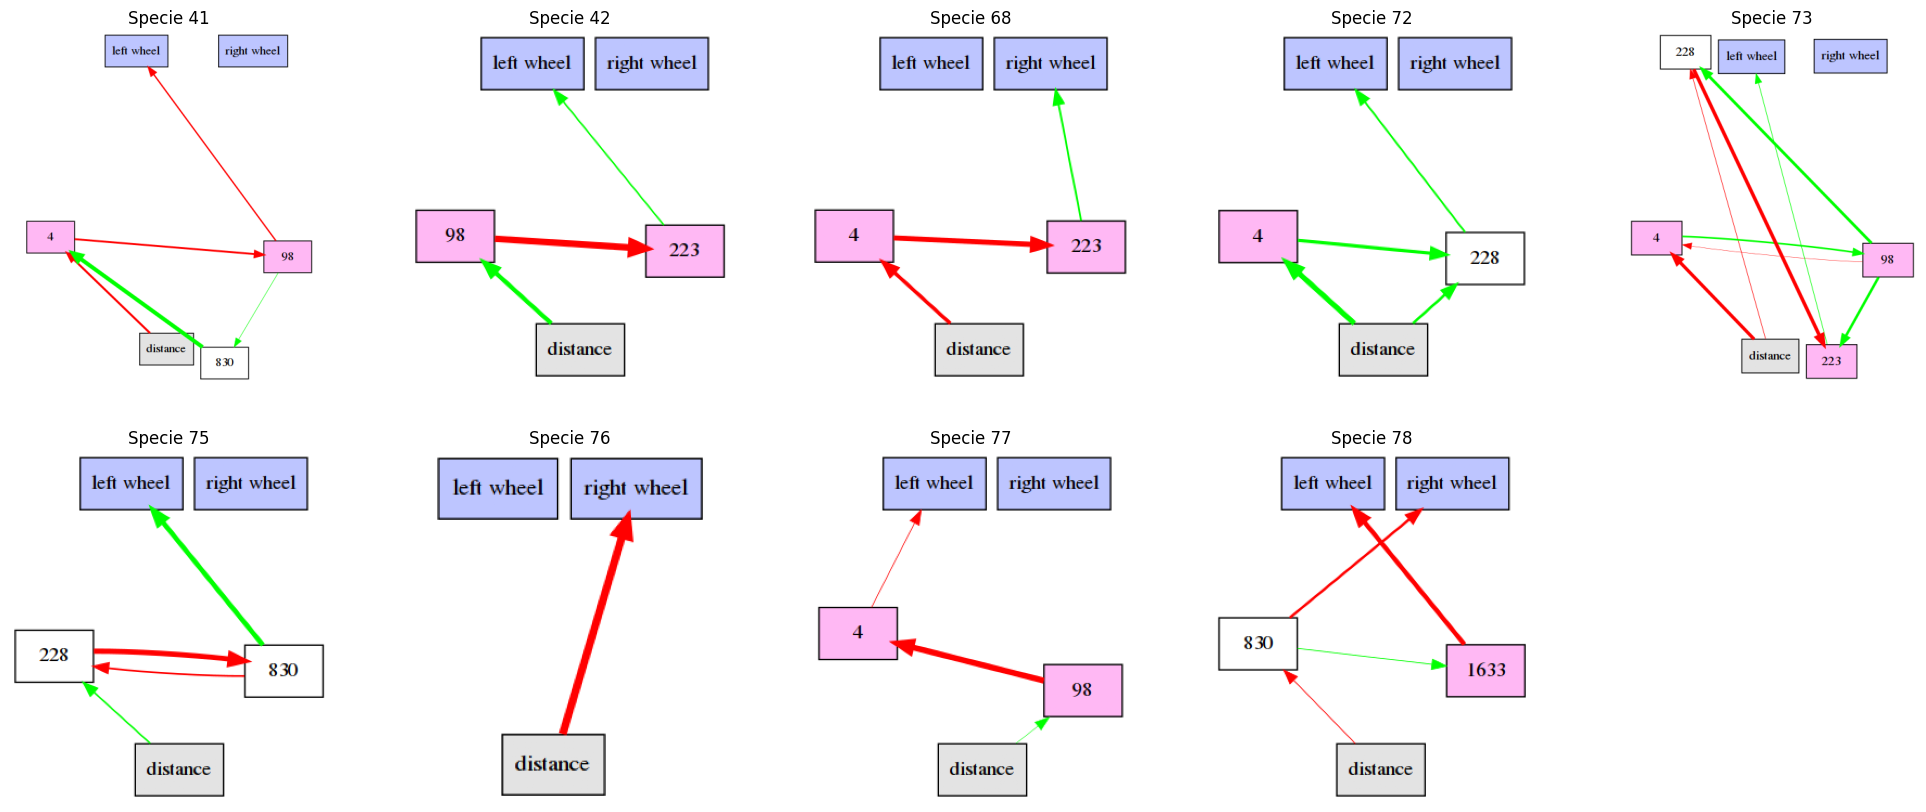 Specie 41
left wheel
right wheel
4
98
distance
830
Specie 42
left wheel
right wheel
98
223
distance
Specie 68
left wheel
right wheel
4
223
distance
Specie 72
left wheel
right wheel
4
228
distance
Specie 73
228
left wheel
right wheel
4
98
distance
223
Specie 75
left wheel
right wheel
228
830
distance
Specie 76
left wheel
right wheel
distance
Specie 77
left wheel
right wheel
4
98
distance
Specie 78
left wheel
right wheel
830
1633
distance